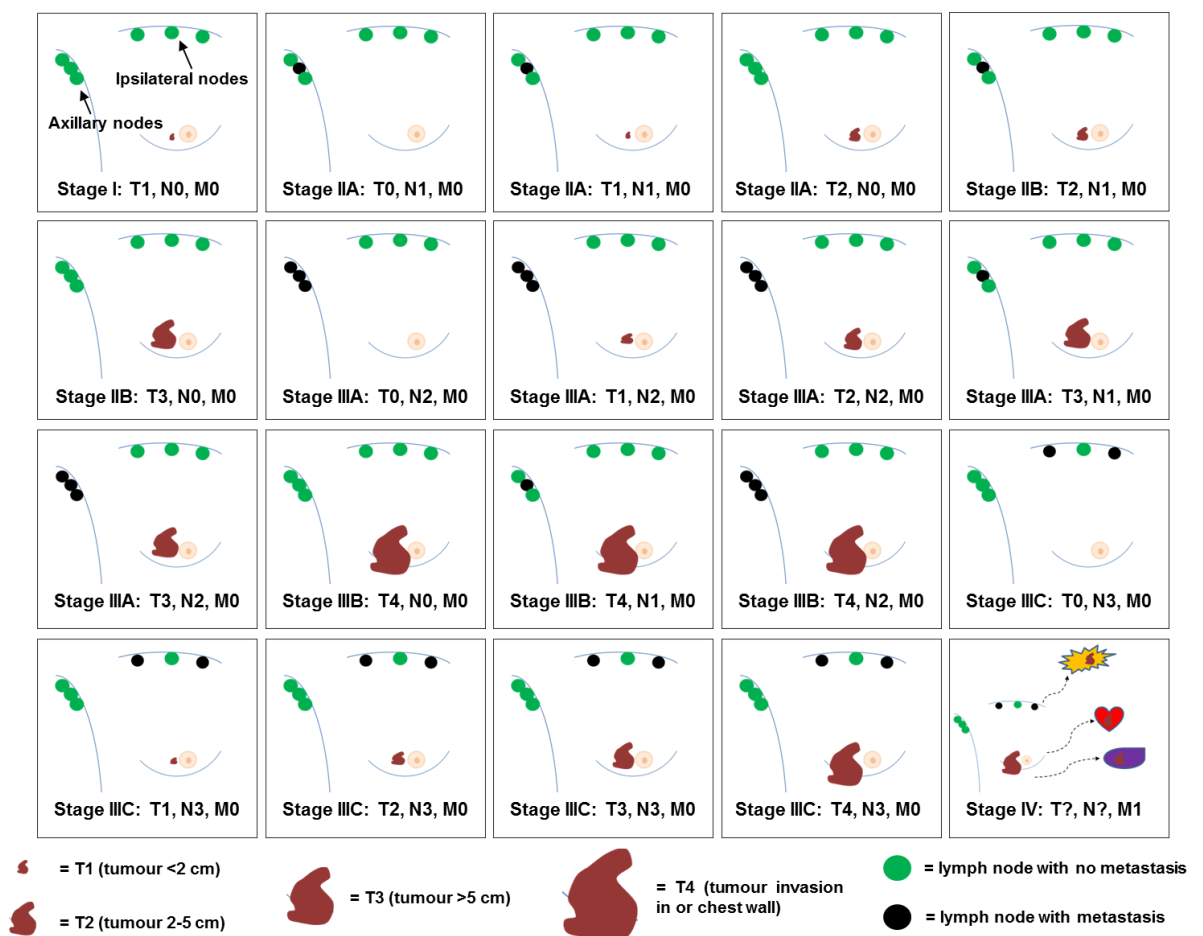 Ipsilateral nodes
Axillary nodes
Stage I: T1, N0, M0
Stage IIA: T0, N1, M0
Stage IIA: T1, N1, M0
Stage IIA: T2, N0, M0
Stage IIB: T2, N1, M0
Stage IIB: T3, N0, M0
Stage IIIA: T0, N2, M0
Stage IIIA: T1, N2, M0
Stage IIIA: T2, N2, M0
Stage IIIA: T3, N1, M0
Stage IIIA: T3, N2, M0
Stage IIIB: T4, N0, M0
Stage IIIB: T4, N1, M0
Stage IIIB: T4, N2, M0
Stage IIIC: T0, N3, M0
Stage IIIC: T1, N3, M0
Stage IIIC: T2, N3, M0
Stage IIIC: T3, N3, M0
Stage IIIC: T4, N3, M0
Stage IV: T?, N?, M1
= T1 (tumour <2 cm)
= T2 (tumour 2-5 cm)
= T3 (tumour >5 cm)
= T4 (tumour invasion
in or chest wall)
= lymph node with no metastasis
= lymph node with metastasis